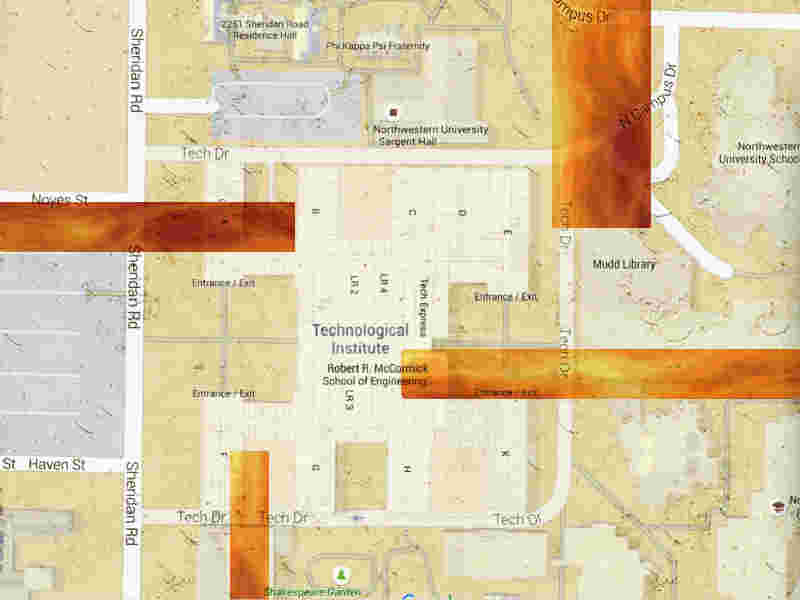 2251 Sheridan Road
Residence Hall
Phi Kappa Psi Fraternity
Campus Dr
Sheridan Rd
N Campus Dr
Northwestern University
Sargent Hall
Tech Dr
Northwestern
University Schoo
Noyes St
B
C
D
E
Tech Dr
Mudd Library
Sheridan Rd
LR 2
LR 4
Tech Express
Entrance / Exit
Entrance / Exit
Technological
Institute
Tech Dr
Robert R. McCormick
School of Engineering
Entrance / Exit
Entrance / Exit
LR 3
F
G
H
K
St
Haven St
Sheridan Rd
Tech Dr
Tech Dr
Tech D
Shakespeare Garden